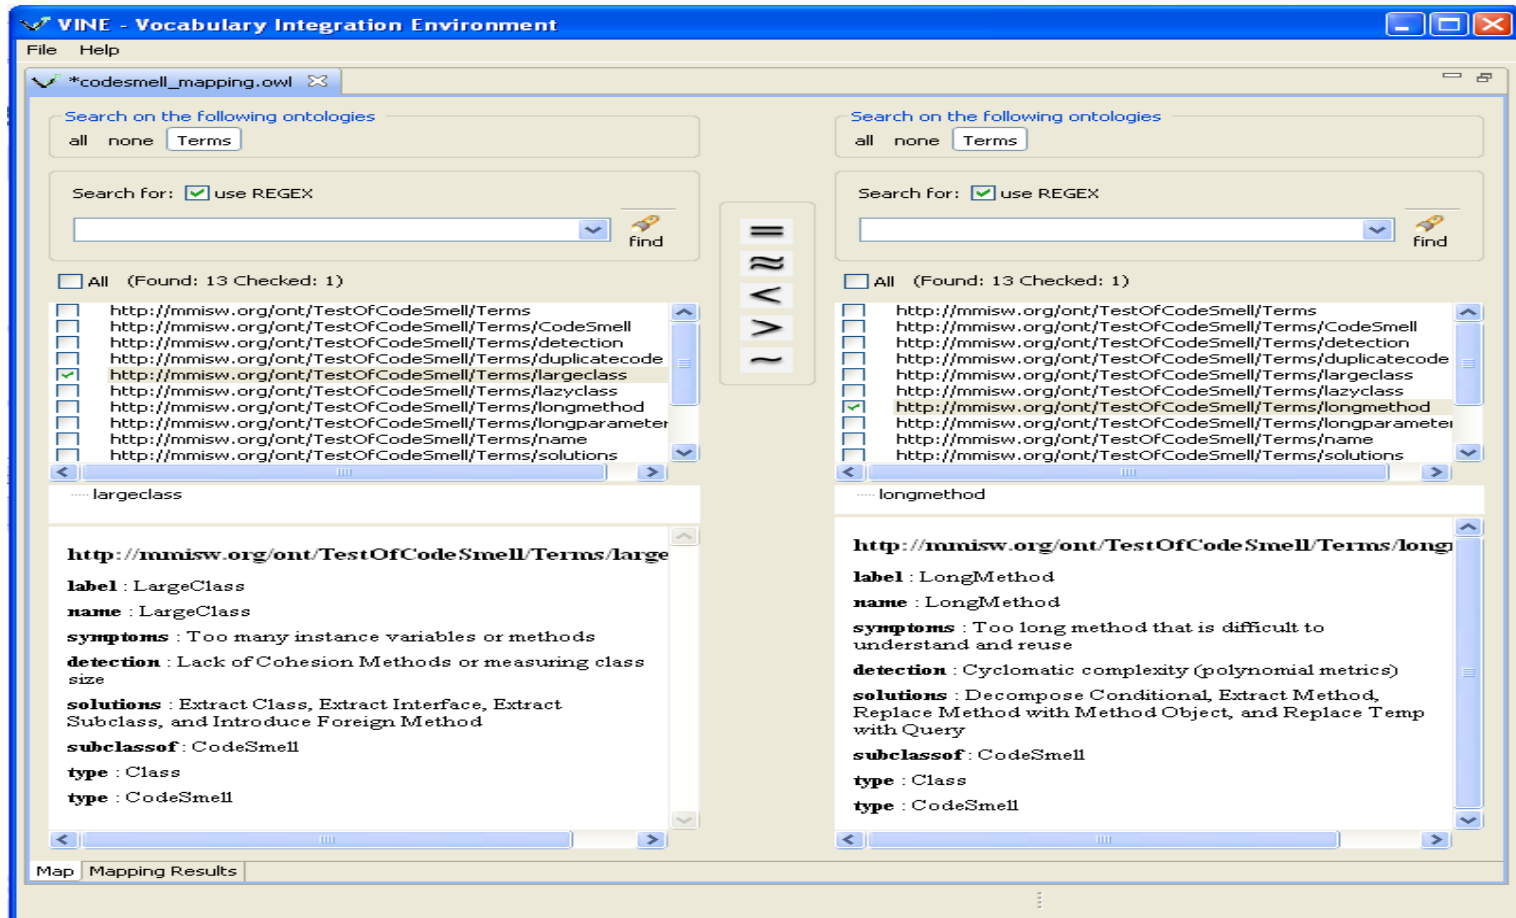 VINE - Vocabulary Integration Environment
File Help
*codesmell_mapping.owl
Search on the following ontologies
all none Terms
Search for: use REGEX
find
All (Found: 13 Checked: 1)
http://mmisw.org/ont/TestOfCodeSmell/Terms
http://mmisw.org/ont/TestOfCodeSmell/Terms/CodeSmell
http://mmisw.org/ont/TestOfCodeSmell/Terms/detection
http://mmisw.org/ont/TestOfCodeSmell/Terms/duplicatecode
http://mmisw.org/ont/TestOfCodeSmell/Terms/largeclass
http://mmisw.org/ont/TestOfCodeSmell/Terms/lazyclass
http://mmisw.org/ont/TestOfCodeSmell/Terms/longmethod
http://mmisw.org/ont/TestOfCodeSmell/Terms/longparameter
http://mmisw.org/ont/TestOfCodeSmell/Terms/name
http://mmisw.org/ont/TestOfCodeSmell/Terms/solutions
largeclass
http://mmisw.org/ont/TestOfCodeSmell/Terms/large
label : LargeClass
name : LargeClass
symptoms : Too many instance variables or methods
detection : Lack of Cohesion Methods or measuring class
size
solutions : Extract Class, Extract Interface, Extract
Subclass, and Introduce Foreign Method
subclassof : CodeSmell
type : Class
type : CodeSmell
=
≈
<
>
~
Search on the following ontologies
all none Terms
Search for: use REGEX
find
All (Found: 13 Checked: 1)
http://mmisw.org/ont/TestOfCodeSmell/Terms
http://mmisw.org/ont/TestOfCodeSmell/Terms/CodeSmell
http://mmisw.org/ont/TestOfCodeSmell/Terms/detection
http://mmisw.org/ont/TestOfCodeSmell/Terms/duplicatecode
http://mmisw.org/ont/TestOfCodeSmell/Terms/largeclass
http://mmisw.org/ont/TestOfCodeSmell/Terms/lazyclass
http://mmisw.org/ont/TestOfCodeSmell/Terms/longmethod
http://mmisw.org/ont/TestOfCodeSmell/Terms/longparameter
http://mmisw.org/ont/TestOfCodeSmell/Terms/name
http://mmisw.org/ont/TestOfCodeSmell/Terms/solutions
longmethod
http://mmisw.org/ont/TestOfCodeSmell/Terms/long
label : LongMethod
name : LongMethod
symptoms : Too long method that is difficult to
understand and reuse
detection : Cyclomatic complexity (polynomial metrics)
solutions : Decompose Conditional, Extract Method,
Replace Method with Method Object, and Replace Temp
with Query
subclassof : CodeSmell
type : Class
type : CodeSmell
Map Mapping Results